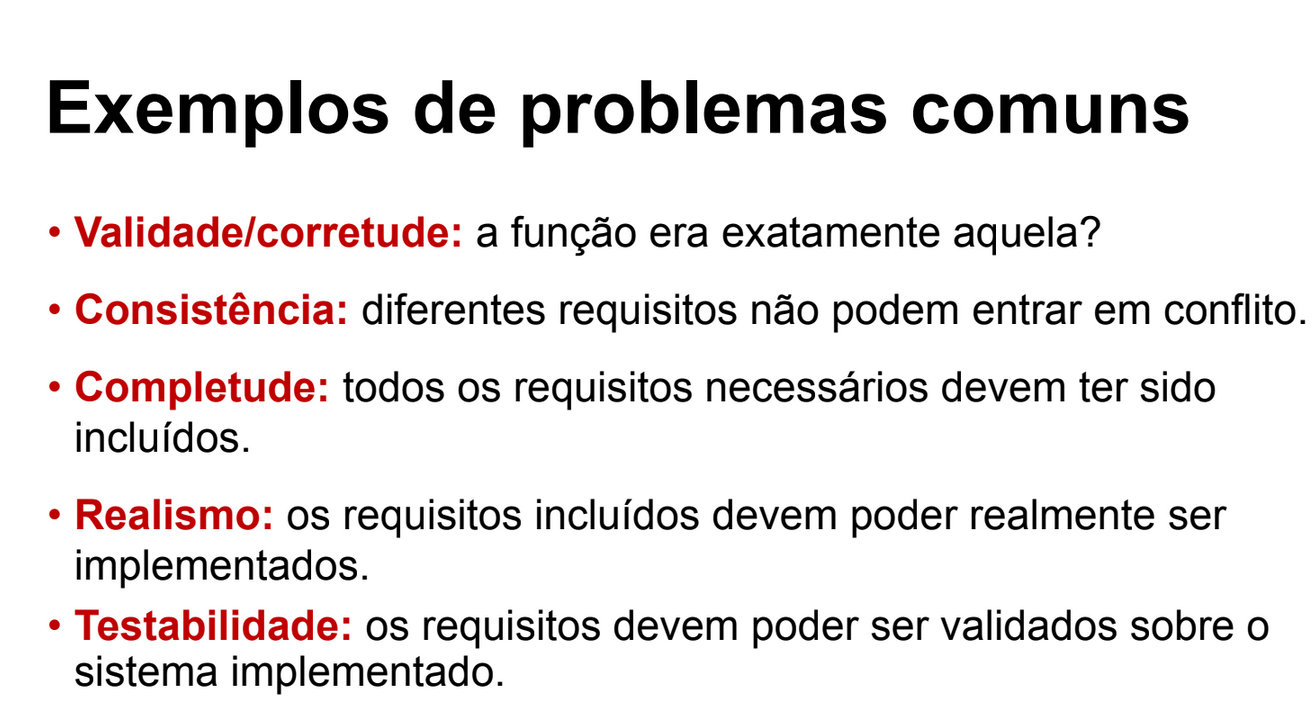 Exemplos de problemas comuns
• Validade/corretude: a função era exatamente aquela?
• Consistência: diferentes requisitos não podem entrar em conflito.
• Completude: todos os requisitos necessários devem ter sido
incluídos.
• Realismo: os requisitos incluídos devem poder realmente ser
implementados.
• Testabilidade: os requisitos devem poder ser validados sobre o
sistema implementado.